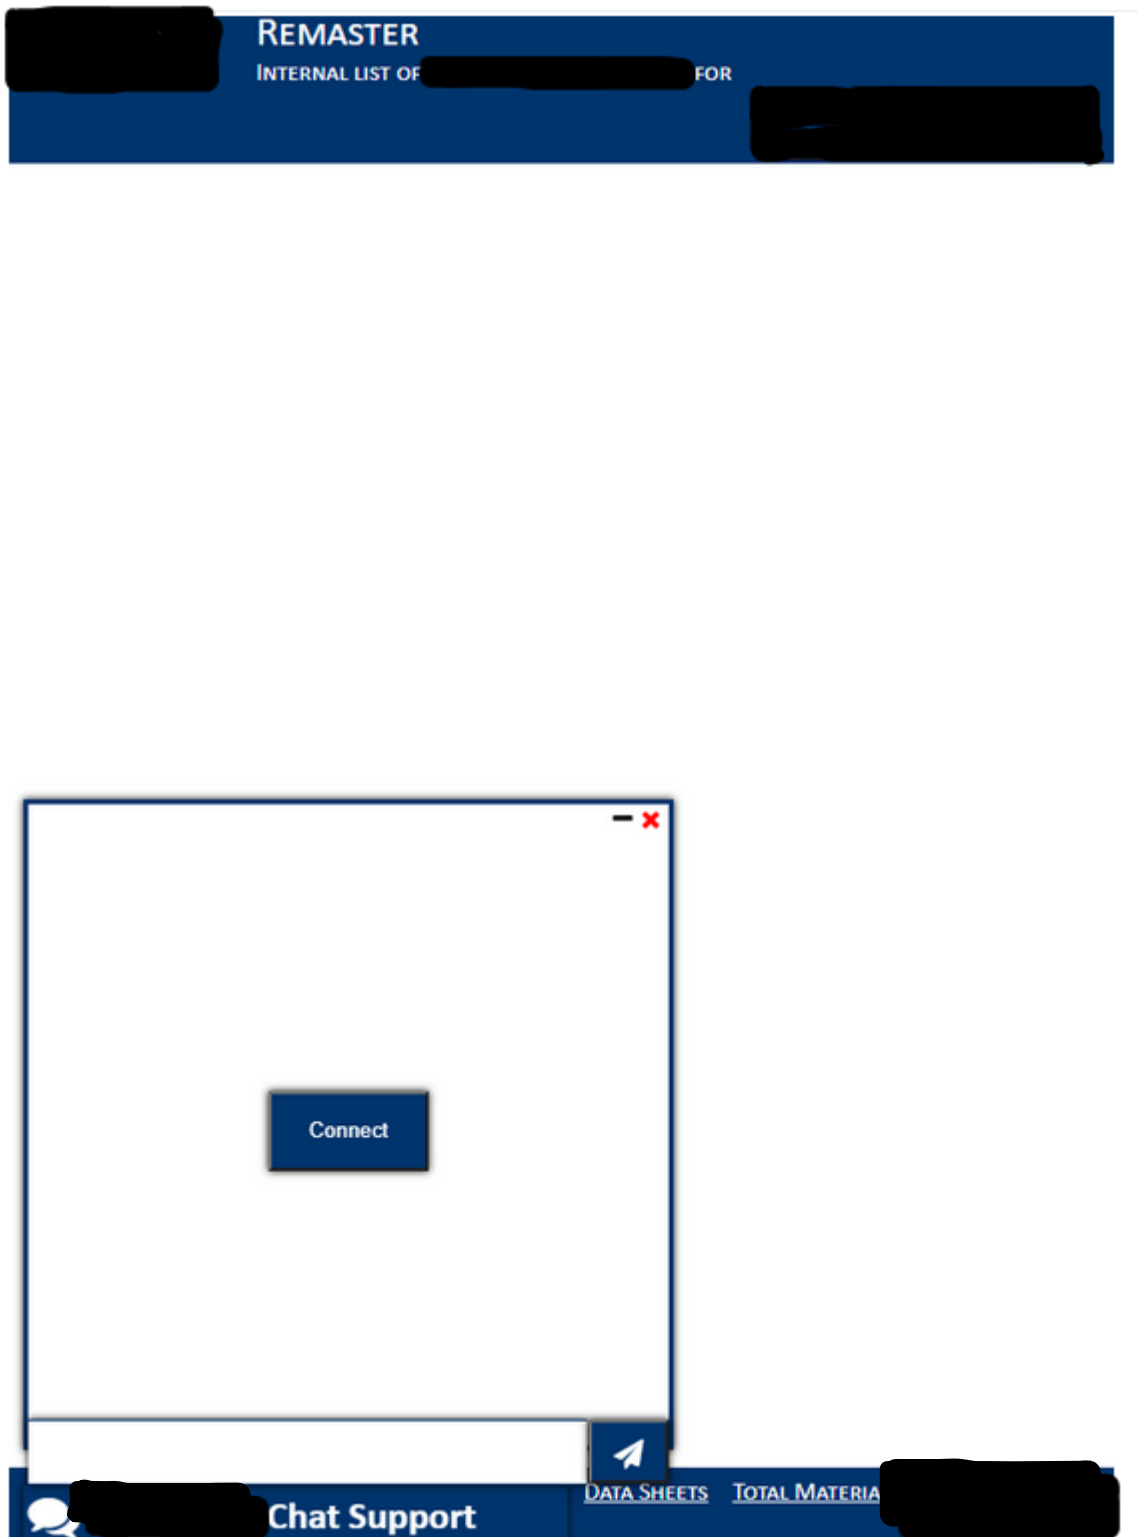 Remaster
Internal list of for
Connect
Data Sheets Total Materia
Chat Support